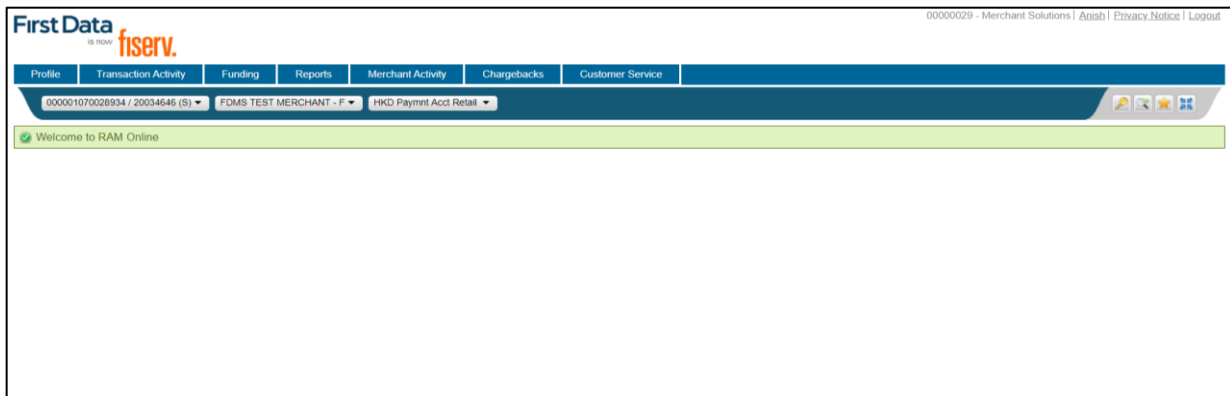 00000029 - Merchant Solutions | Anish | Privacy Notice | Logout
First Data
is now fiserv.
Profile Transaction Activity Funding Reports Merchant Activity Chargebacks Customer Service
000001070028934 / 20034646 (S) FDMS TEST MERCHANT - F HKD Paymnt Acct Retail
Welcome to RAM Online